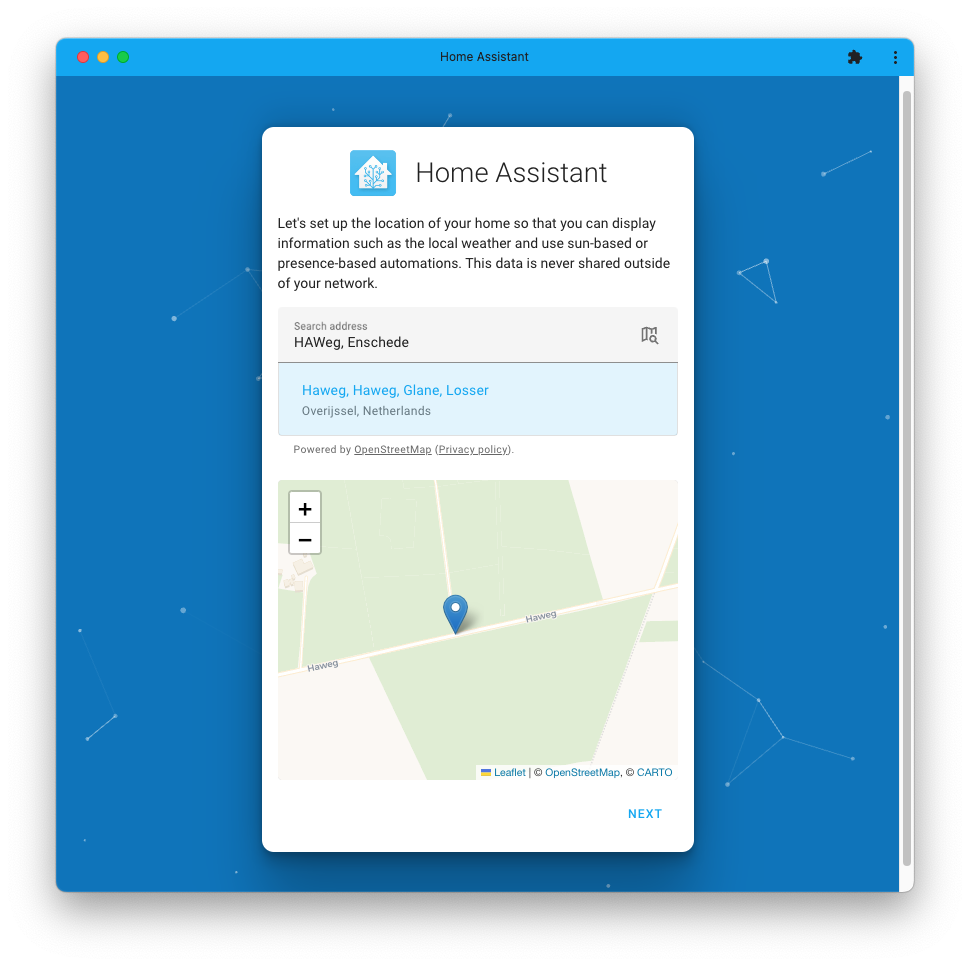 Home Assistant
Home Assistant
Let's set up the location of your home so that you can display
information such as the local weather and use sun-based or
presence-based automations. This data is never shared outside
of your network.
Search address
HAWeg, Enschede
Haweg, Haweg, Glane, Losser
Overijssel, Netherlands
Powered by OpenStreetMap (Privacy policy).
+
−
Haweg
Haweg
Leaflet | © OpenStreetMap, © CARTO
NEXT